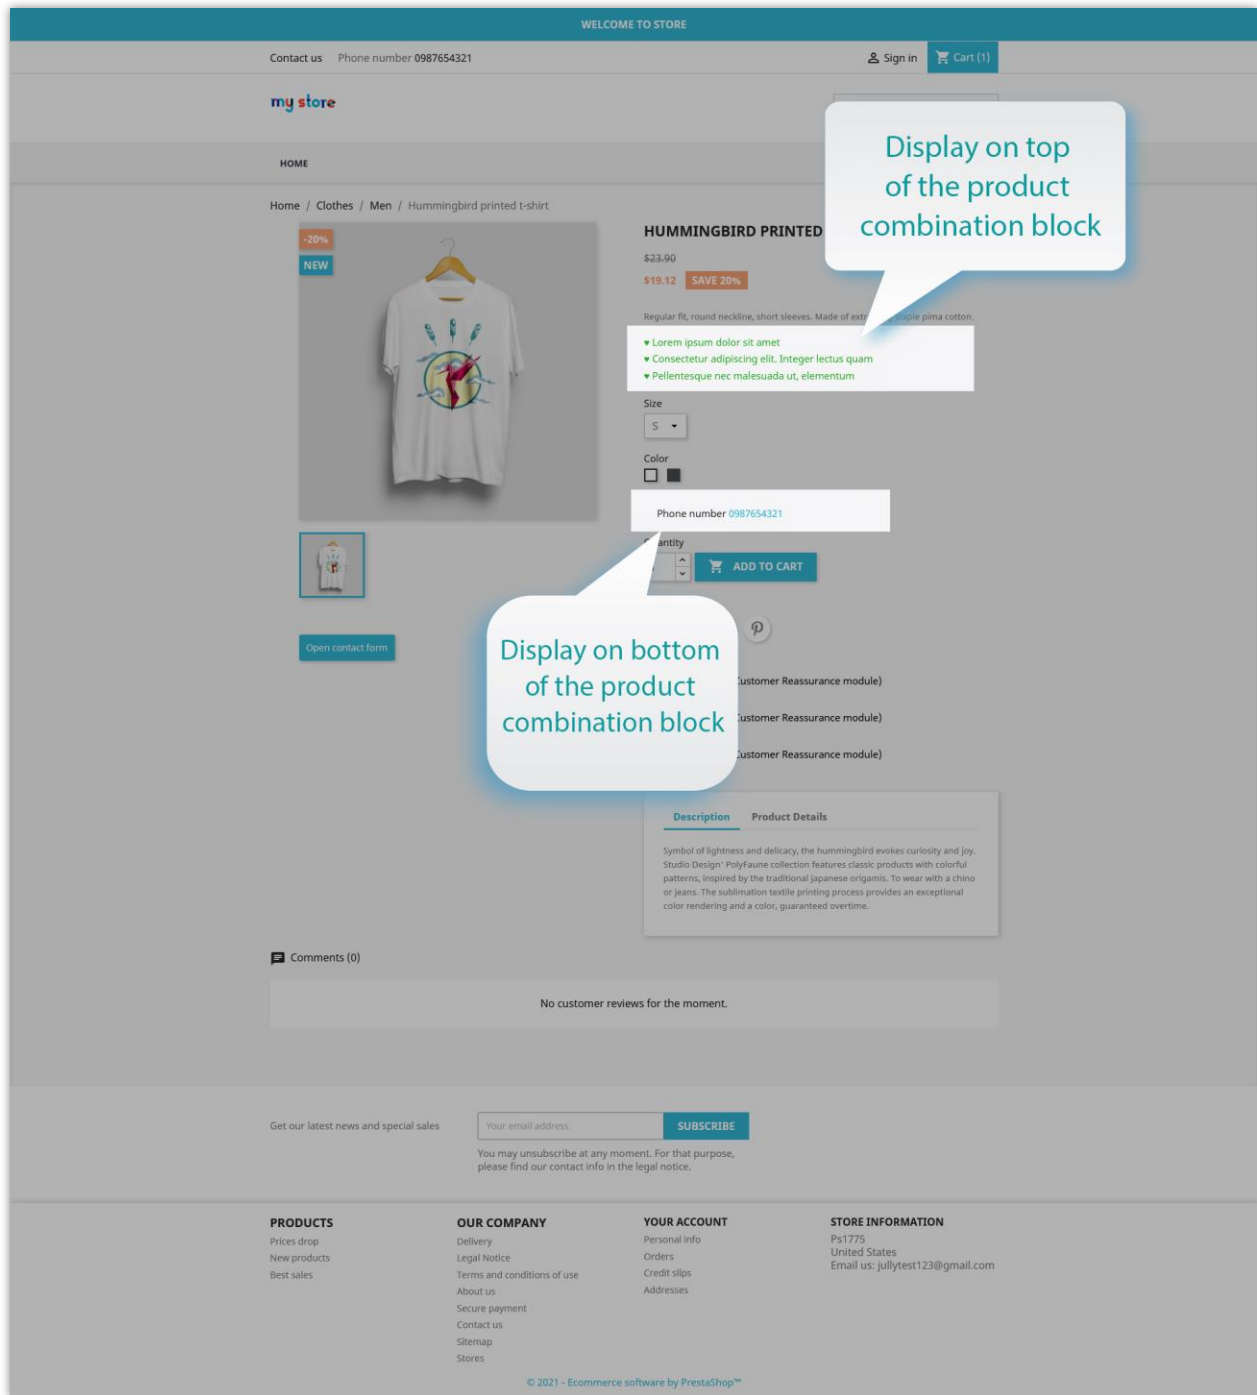 WELCOME TO STORE
Contact us Phone number 0987654321 Sign in Cart (1)
my store
HOME
Display on top
of the product
combination block
Home / Clothes / Men / Hummingbird printed t-shirt
-20%
NEW
HUMMINGBIRD PRINTED
$23.90
$19.12 SAVE 20%
Regular fit, round neckline, short sleeves. Made of staple pima cotton.
♥ Lorem ipsum dolor sit amet
♥ Consectetur adipiscing elit. Integer lectus quam
♥ Pellentesque nec malesuada ut, elementum
Size
S
Color
Phone number 0987654321
ADD TO CART
Open contact form
Display on bottom
of the product
combination block
Customer Reassurance module)
Customer Reassurance module)
Customer Reassurance module)
Description Product Details
Symbol of lightness and delicacy, the hummingbird evokes curiosity and joy.
Studio Design' PolyFaune collection features classic products with colorful
patterns, inspired by the traditional japanese origamis. To wear with a chino
or jeans. The sublimation textile printing process provides an exceptional
color rendering and a color, guaranteed overtime.
Comments (0)
No customer reviews for the moment.
Get our latest news and special sales
Your email address
SUBSCRIBE
You may unsubscribe at any moment. For that purpose,
please find our contact info in the legal notice.
PRODUCTS
Prices drop
New products
Best sales
OUR COMPANY
Delivery
Legal Notice
Terms and conditions of use
About us
Secure payment
Contact us
Sitemap
Stores
YOUR ACCOUNT
Personal info
Orders
Credit slips
Addresses
STORE INFORMATION
Ps1775
United States
Email us: jullytest123@gmail.com
© 2021 - Ecommerce software by PrestaShop™